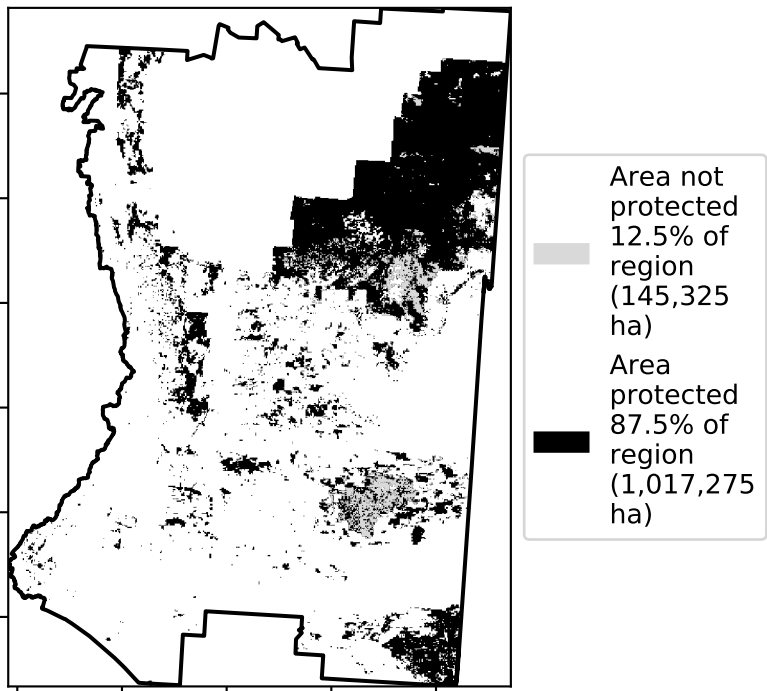 Area not
protected
12.5% of
region
(145,325
ha)
Area
protected
87.5% of
region
(1,017,275
ha)